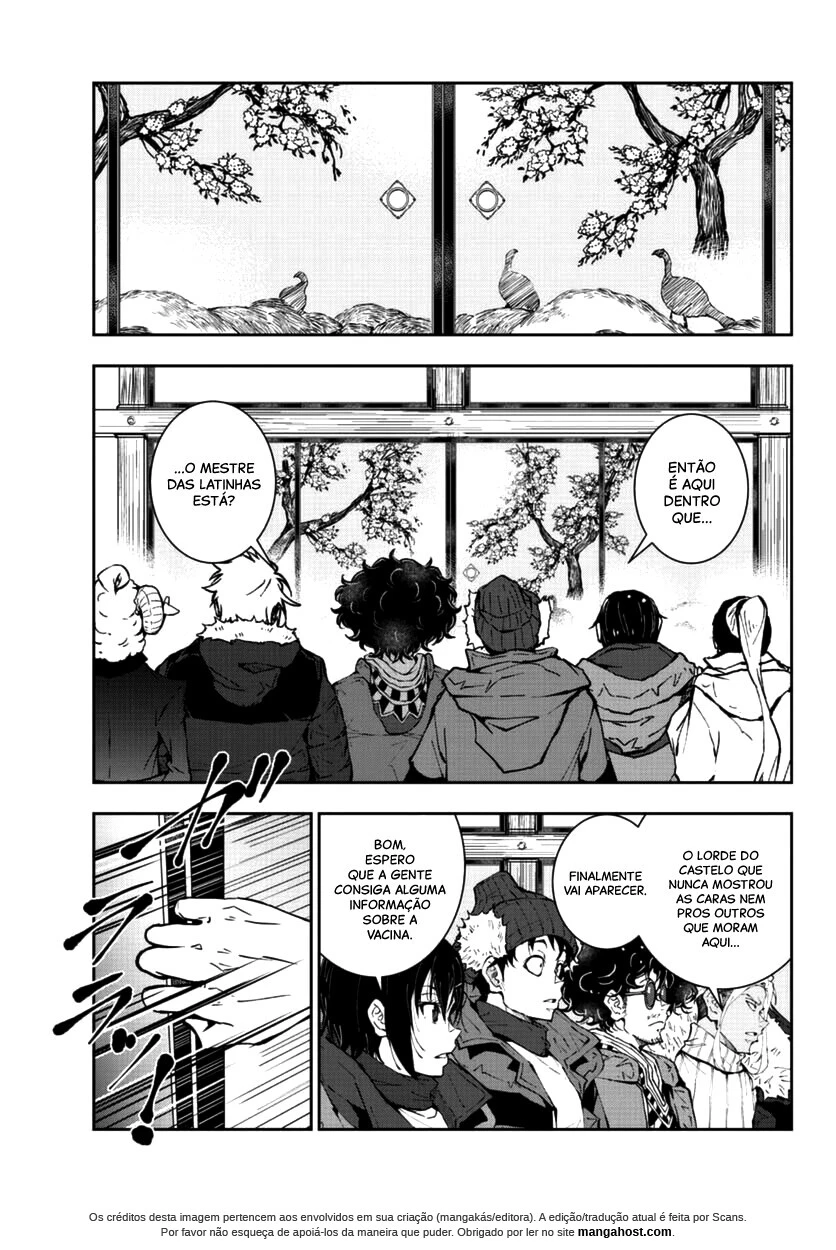 ENTÃO
É AQUI
DENTRO
QUE...
...O MESTRE
DAS LATINHAS
ESTÁ?
O LORDE DO
CASTELO QUE
NUNCA MOSTROU
AS CARAS NEM
PROS OUTROS
QUE MORAM
AQUI...
FINALMENTE
VAI APARECER.
BOM,
ESPERO
QUE A GENTE
CONSIGA ALGUMA
INFORMAÇÃO
SOBRE A
VACINA.
Os créditos desta imagem pertencem aos envolvidos em sua criação (mangakás/editora). A edição/tradução atual é feita por Scans.
Por favor não esqueça de apoiá-los da maneira que puder. Obrigado por ler no site mangahost.com.